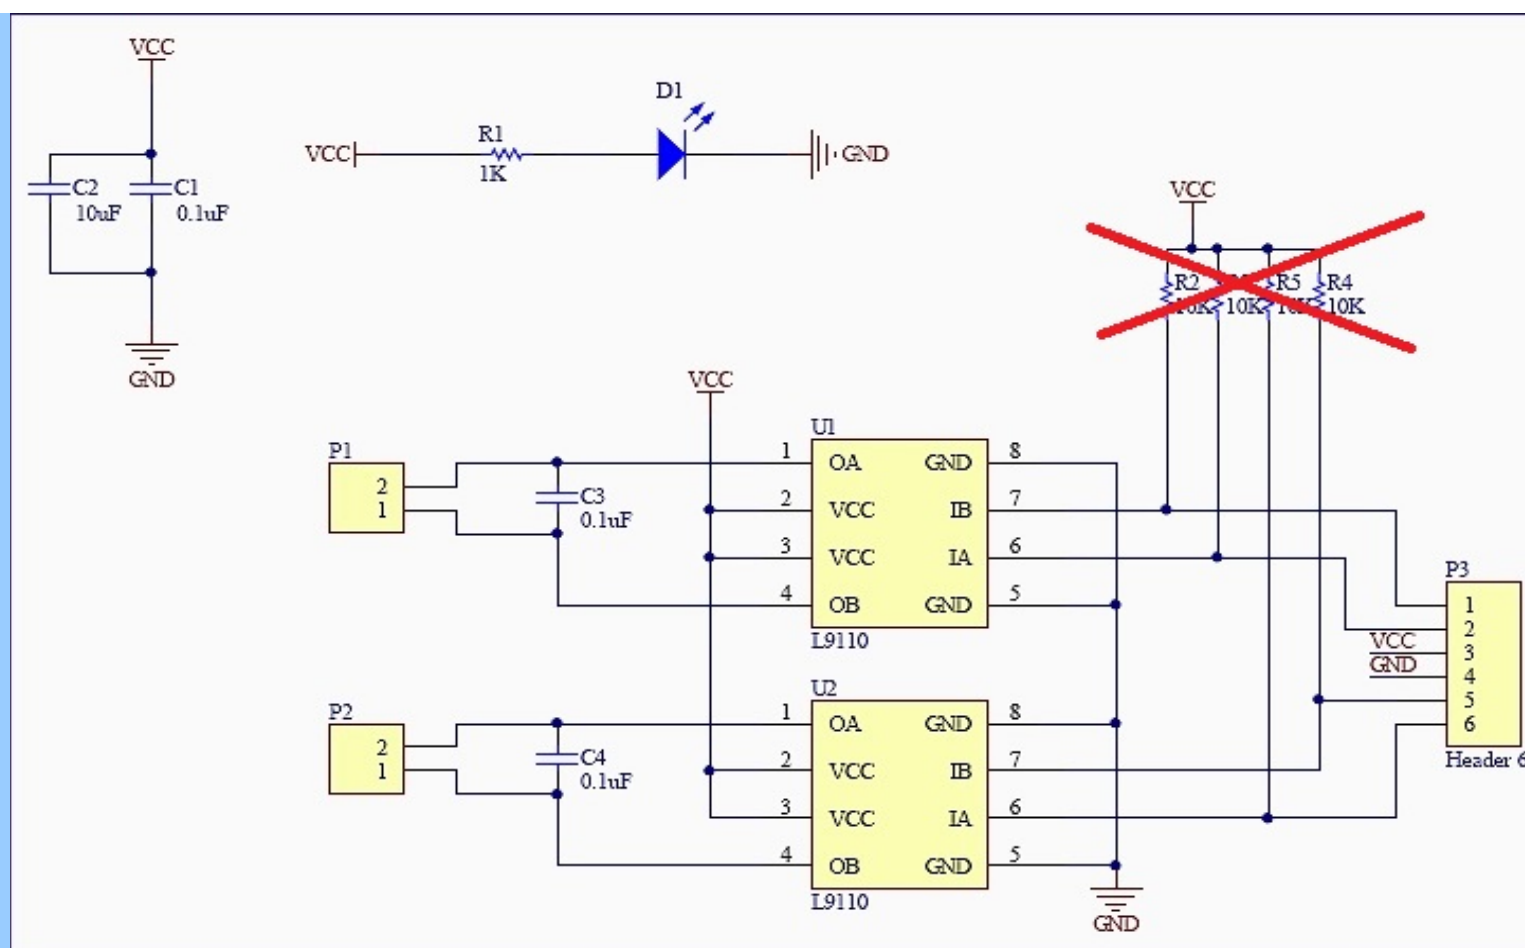 VCC
C2
10uF
C1
0.1uF
GND
VCC
R1
1K
D1
GND
VCC
R2
10K
10K
R5
10K
R4
10K
VCC
P1
2
1
C3
0.1uF
U1
1 OA GND 8
2 VCC IB 7
3 VCC IA 6
4 OB GND 5
L9110
P2
2
1
C4
0.1uF
U2
1 OA GND 8
2 VCC IB 7
3 VCC IA 6
4 OB GND 5
L9110
GND
P3
1
2
VCC 3
GND 4
5
6
Header 6